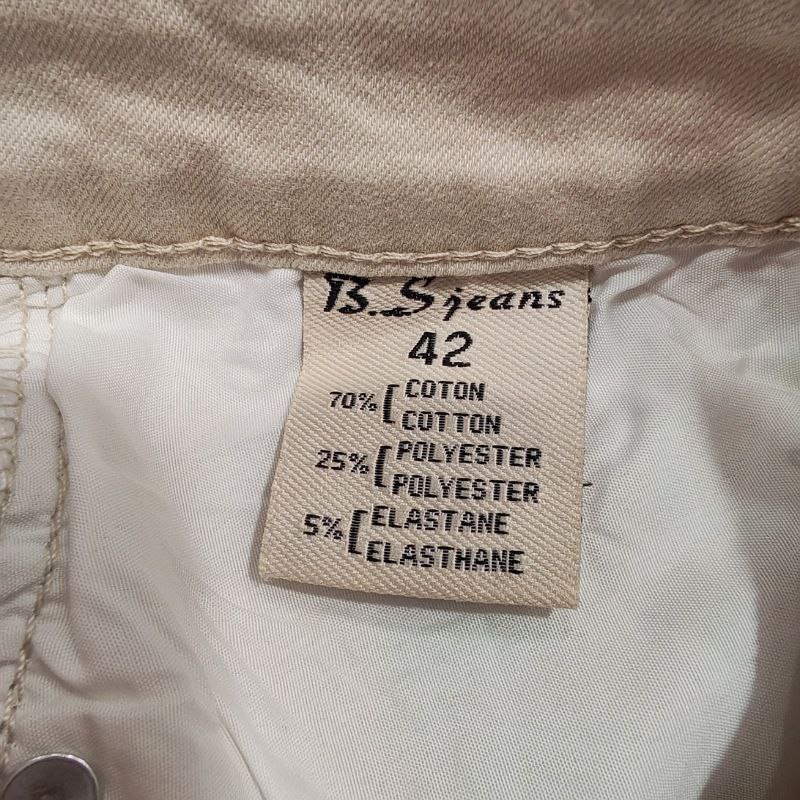 B.S jeans
42
70% [ COTON
COTTON
25% [ POLYESTER
POLYESTER
5% [ ELASTANE
ELASTHANE